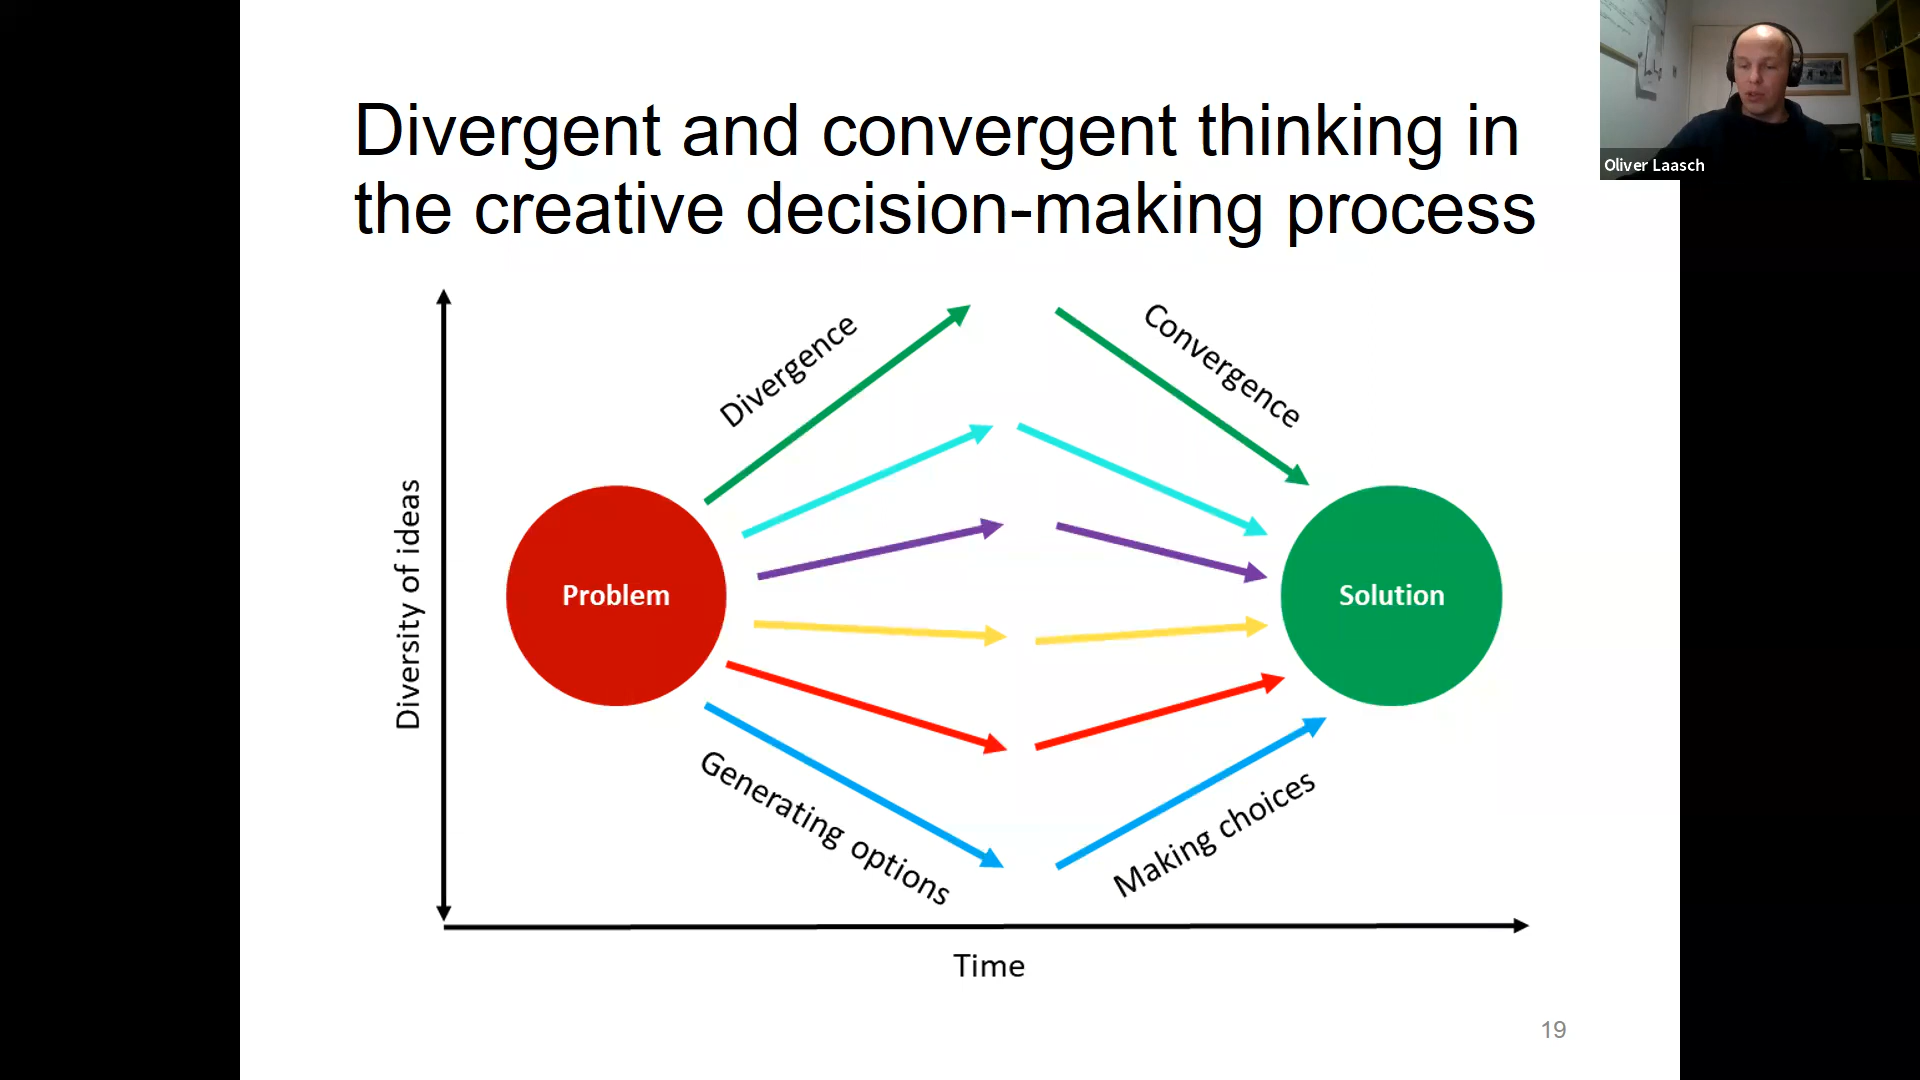 Divergent and convergent thinking in
the creative decision-making process
Oliver Laasch
Divergence
Convergence
Diversity of ideas
Problem
Solution
Generating options
Making choices
Time
19